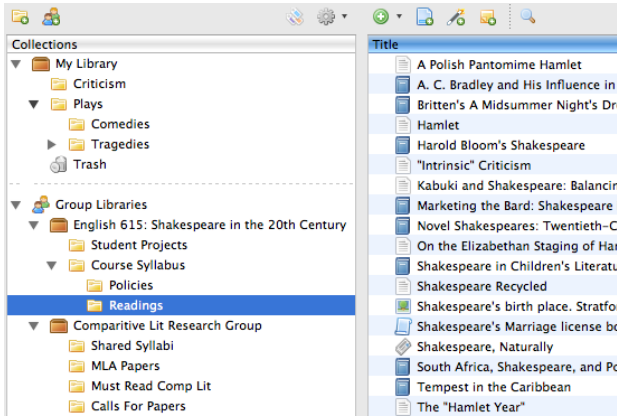 Collections
My Library
Criticism
Plays
Comedies
Tragedies
Trash
Group Libraries
English 615: Shakespeare in the 20th Century
Student Projects
Course Syllabus
Policies
Readings
Comparitive Lit Research Group
Shared Syllabi
MLA Papers
Must Read Comp Lit
Calls For Papers
Title
A Polish Pantomime Hamlet
A. C. Bradley and His Influence in
Britten's A Midsummer Night's Dr
Hamlet
Harold Bloom's Shakespeare
"Intrinsic" Criticism
Kabuki and Shakespeare: Balancin
Marketing the Bard: Shakespeare
Novel Shakespeares: Twentieth-C
On the Elizabethan Staging of Ha
Shakespeare in Children's Literatu
Shakespeare Recycled
Shakespeare's birth place. Stratfo
Shakespeare's Marriage license bo
Shakespeare, Naturally
South Africa, Shakespeare, and Po
Tempest in the Caribbean
The "Hamlet Year"